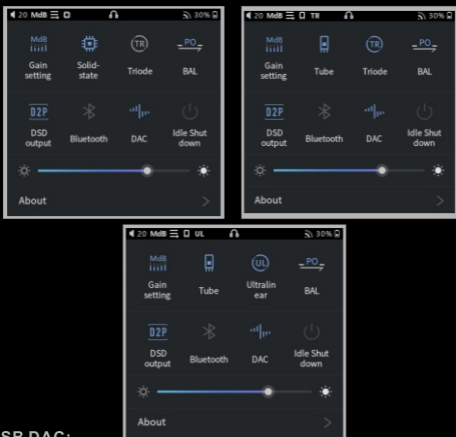 20 MdB TR 30%
MdB TR PO
Gain setting Solid-state Triode BAL
D2P
DSD output Bluetooth DAC Idle Shut down
About >
20 MdB TR 30%
MdB TR PO
Gain setting Tube Triode BAL
D2P
DSD output Bluetooth DAC Idle Shut down
About >
20 MdB UL 30%
MdB UL PO
Gain setting Tube Ultralin ear BAL
D2P
DSD output Bluetooth DAC Idle Shut down
About >
SB DAC: